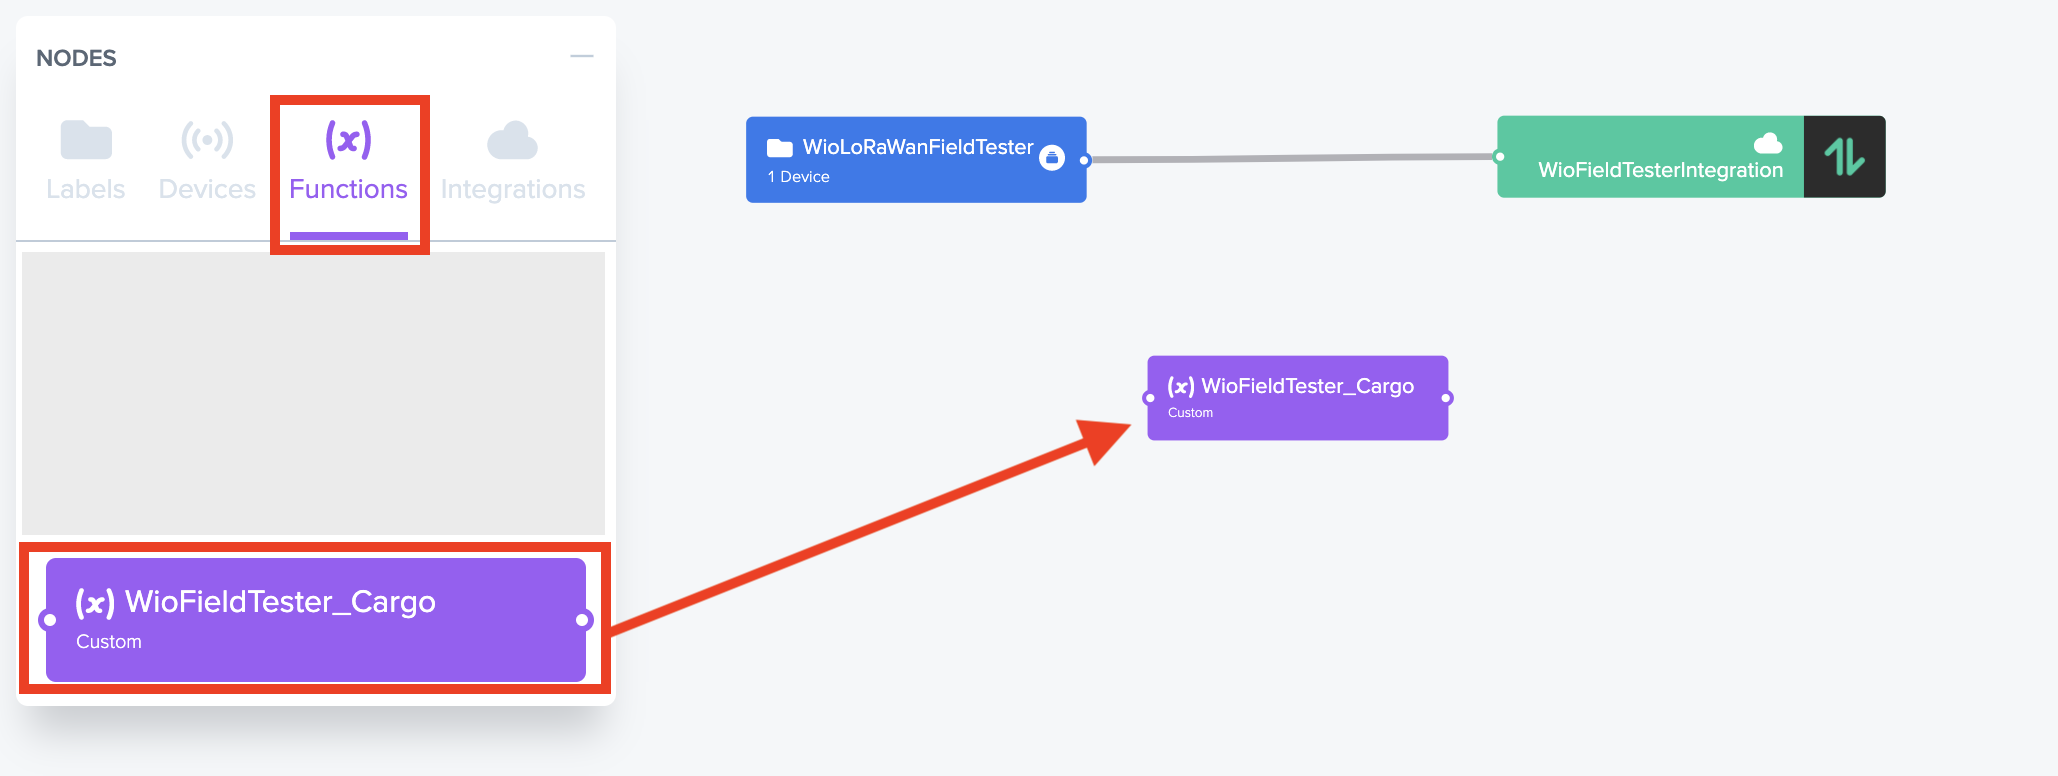 NODES
Labels
Devices
Functions
Integrations
(x) WioFieldTester_Cargo
Custom
WioLoRaWanFieldTester
1 Device
WioFieldTesterIntegration
(x) WioFieldTester_Cargo
Custom